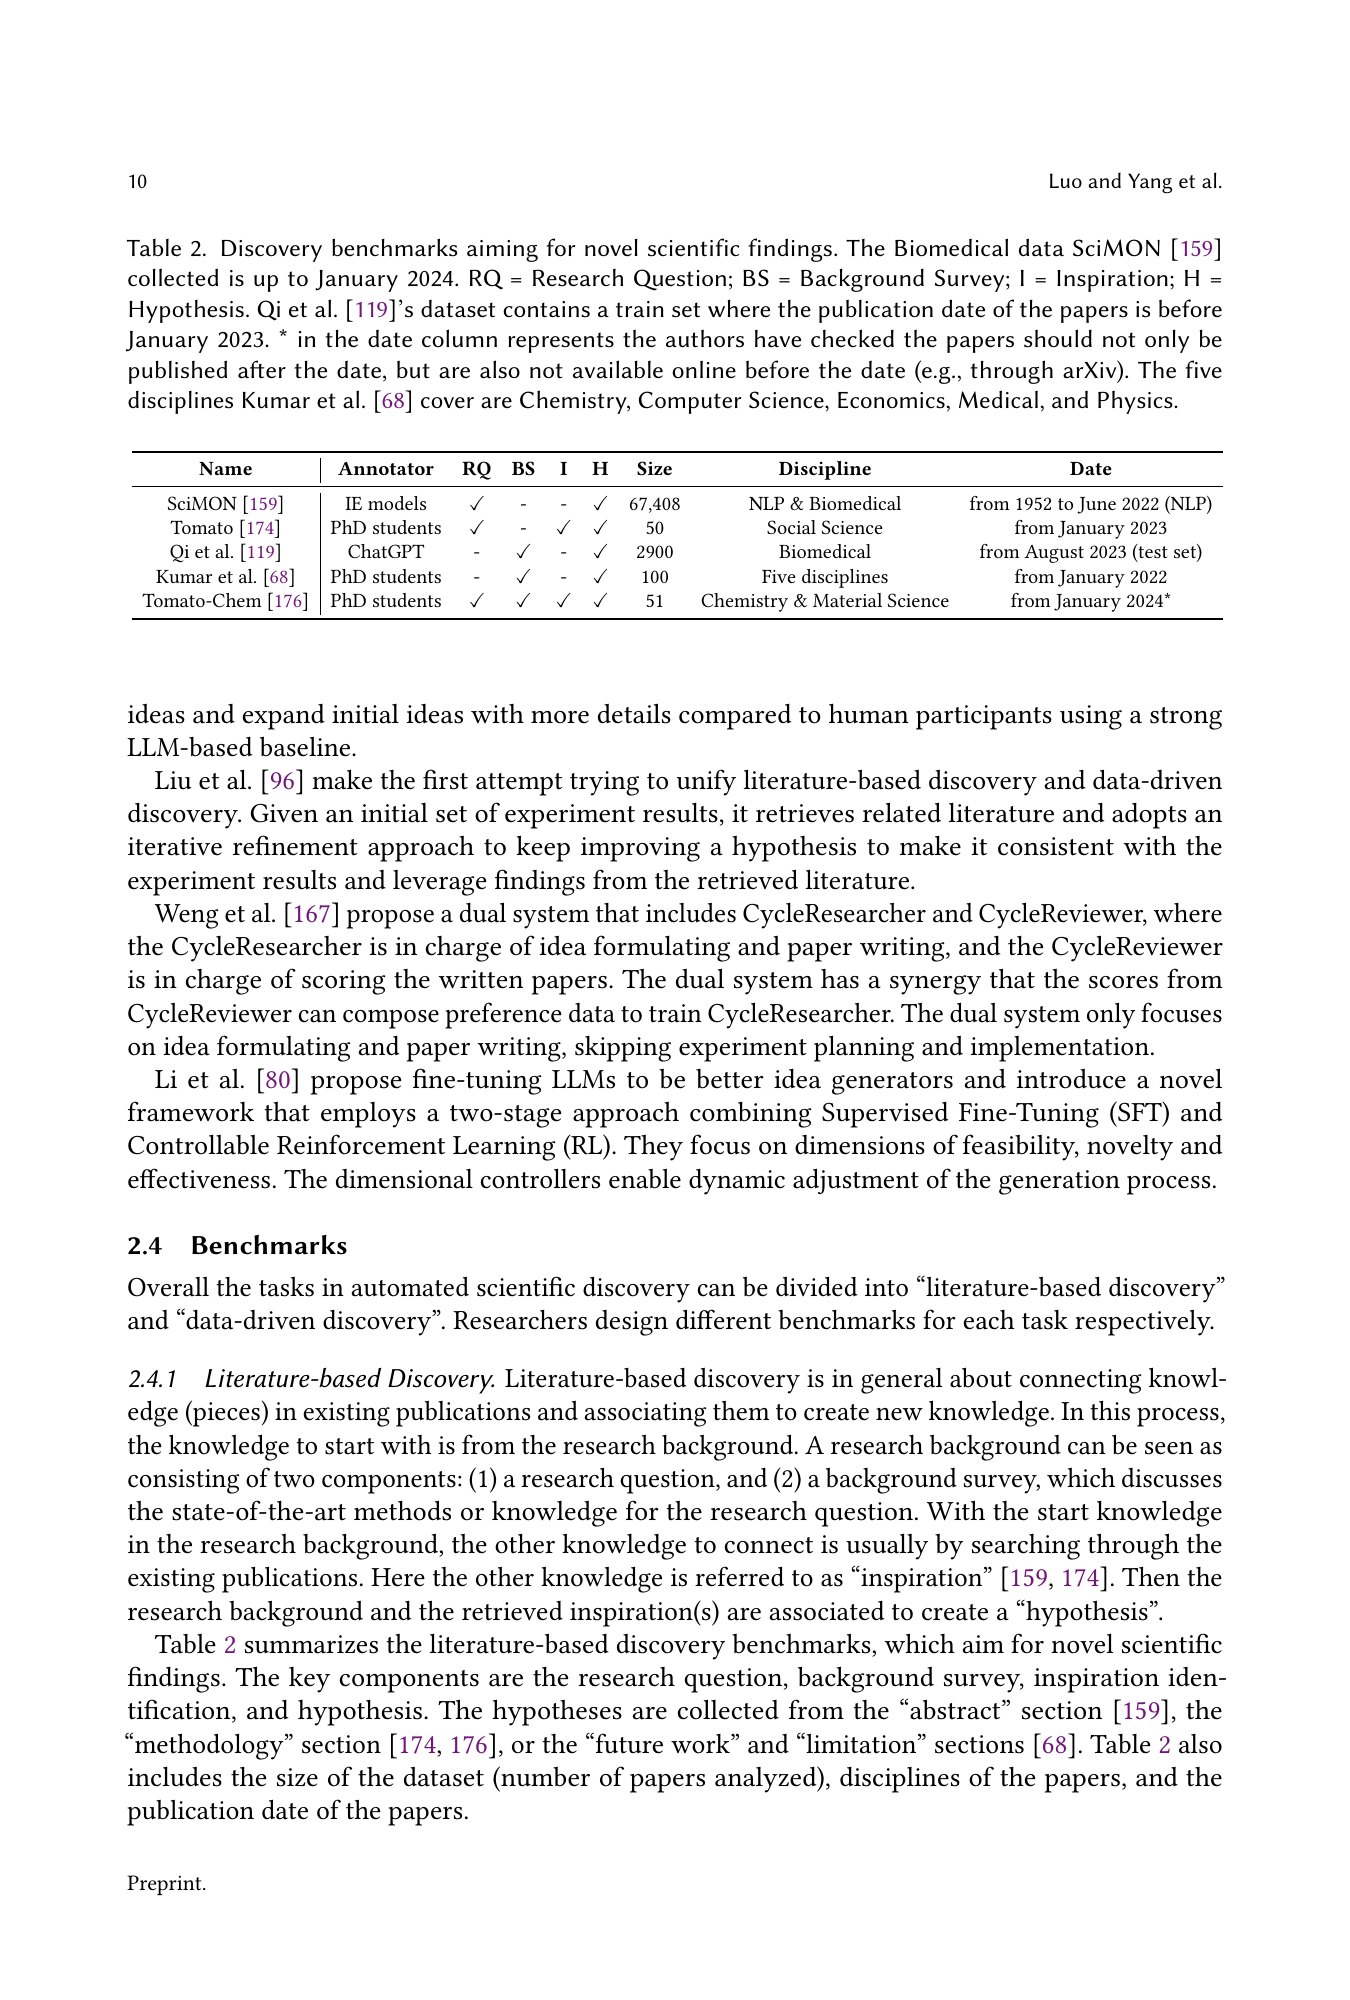 10 Luo and Yang et al.
Table 2. Discovery benchmarks aiming for novel scientific findings. The Biomedical data SciMON [159]
collected is up to January 2024. RQ = Research Question; BS = Background Survey; I = Inspiration; H =
Hypothesis. Qi et al. [119]’s dataset contains a train set where the publication date of the papers is before
January 2023. * in the date column represents the authors have checked the papers should not only be
published after the date, but are also not available online before the date (e.g., through arXiv). The five
disciplines Kumar et al. [68] cover are Chemistry, Computer Science, Economics, Medical, and Physics.
Name Annotator RQ BS I H Size Discipline Date
SciMON [159] IE models ✓ - - ✓ 67,408 NLP & Biomedical from 1952 to June 2022 (NLP)
Tomato [174] PhD students ✓ - ✓ ✓ 50 Social Science from January 2023
Qi et al. [119] ChatGPT - ✓ - ✓ 2900 Biomedical from August 2023 (test set)
Kumar et al. [68] PhD students - ✓ - ✓ 100 Five disciplines from January 2022
Tomato-Chem [176] PhD students ✓ ✓ ✓ ✓ 51 Chemistry & Material Science from January 2024*
ideas and expand initial ideas with more details compared to human participants using a strong
LLM-based baseline.
Liu et al. [96] make the first attempt trying to unify literature-based discovery and data-driven
discovery. Given an initial set of experiment results, it retrieves related literature and adopts an
iterative refinement approach to keep improving a hypothesis to make it consistent with the
experiment results and leverage findings from the retrieved literature.
Weng et al. [167] propose a dual system that includes CycleResearcher and CycleReviewer, where
the CycleResearcher is in charge of idea formulating and paper writing, and the CycleReviewer
is in charge of scoring the written papers. The dual system has a synergy that the scores from
CycleReviewer can compose preference data to train CycleResearcher. The dual system only focuses
on idea formulating and paper writing, skipping experiment planning and implementation.
Li et al. [80] propose fine-tuning LLMs to be better idea generators and introduce a novel
framework that employs a two-stage approach combining Supervised Fine-Tuning (SFT) and
Controllable Reinforcement Learning (RL). They focus on dimensions of feasibility, novelty and
effectiveness. The dimensional controllers enable dynamic adjustment of the generation process.
2.4 Benchmarks
Overall the tasks in automated scientific discovery can be divided into “literature-based discovery”
and “data-driven discovery”. Researchers design different benchmarks for each task respectively.
2.4.1 Literature-based Discovery. Literature-based discovery is in general about connecting knowl-
edge (pieces) in existing publications and associating them to create new knowledge. In this process,
the knowledge to start with is from the research background. A research background can be seen as
consisting of two components: (1) a research question, and (2) a background survey, which discusses
the state-of-the-art methods or knowledge for the research question. With the start knowledge
in the research background, the other knowledge to connect is usually by searching through the
existing publications. Here the other knowledge is referred to as “inspiration” [159, 174]. Then the
research background and the retrieved inspiration(s) are associated to create a “hypothesis”.
Table 2 summarizes the literature-based discovery benchmarks, which aim for novel scientific
findings. The key components are the research question, background survey, inspiration iden-
tification, and hypothesis. The hypotheses are collected from the “abstract” section [159], the
“methodology” section [174, 176], or the “future work” and “limitation” sections [68]. Table 2 also
includes the size of the dataset (number of papers analyzed), disciplines of the papers, and the
publication date of the papers.
Preprint.